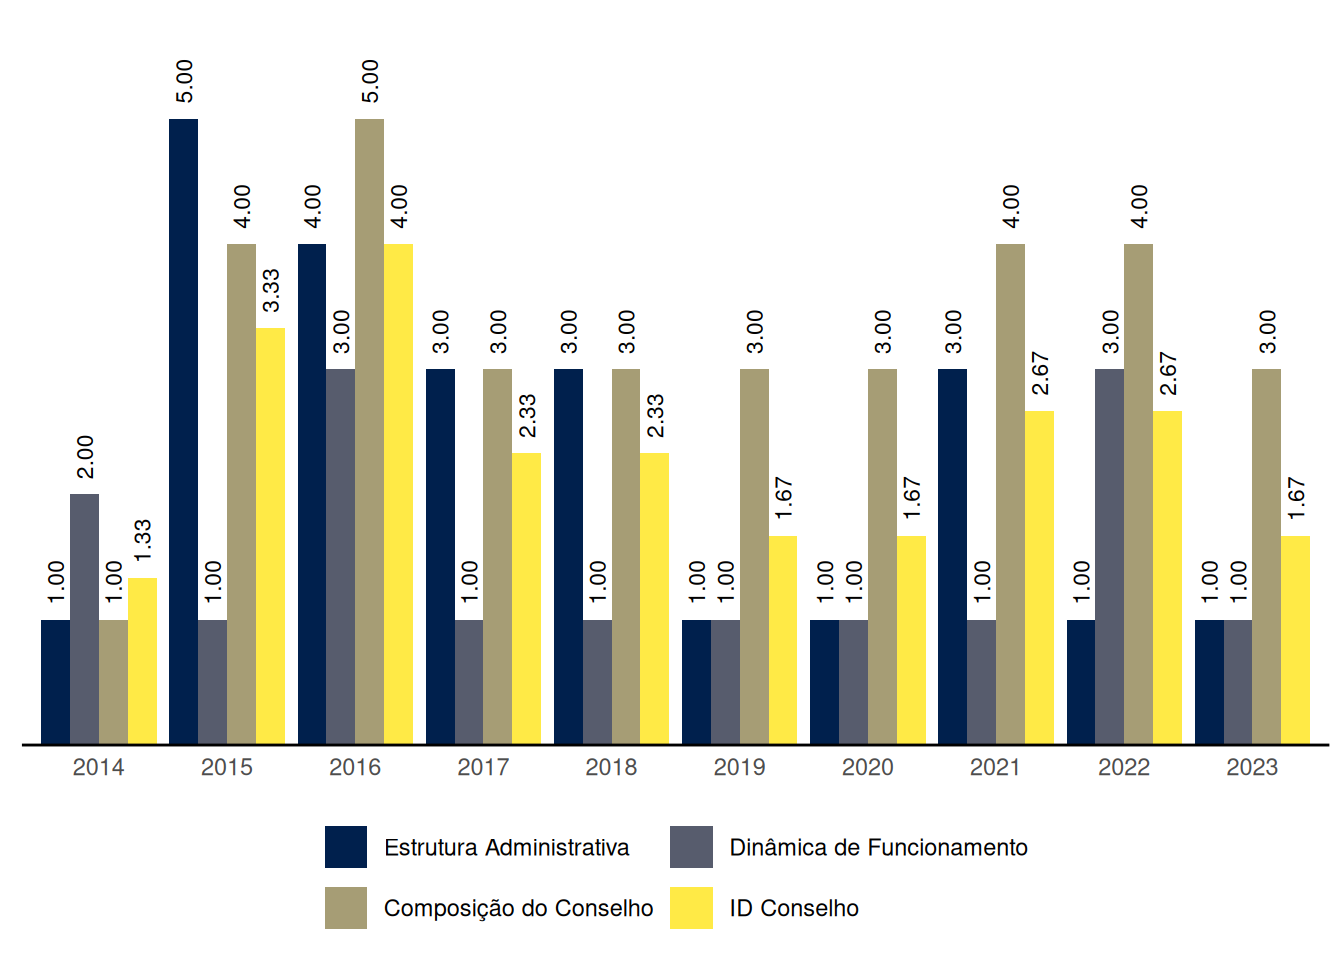 1.00 2.00 1.00 1.33
5.00 1.00 4.00 3.33
4.00 3.00 5.00 4.00
3.00 1.00 3.00 2.33
3.00 1.00 3.00 2.33
1.00 1.00 3.00 1.67
1.00 1.00 3.00 1.67
3.00 1.00 4.00 2.67
1.00 3.00 4.00 2.67
1.00 1.00 3.00 1.67
2014 2015 2016 2017 2018 2019 2020 2021 2022 2023
Estrutura Administrativa Dinâmica de Funcionamento
Composição do Conselho ID Conselho